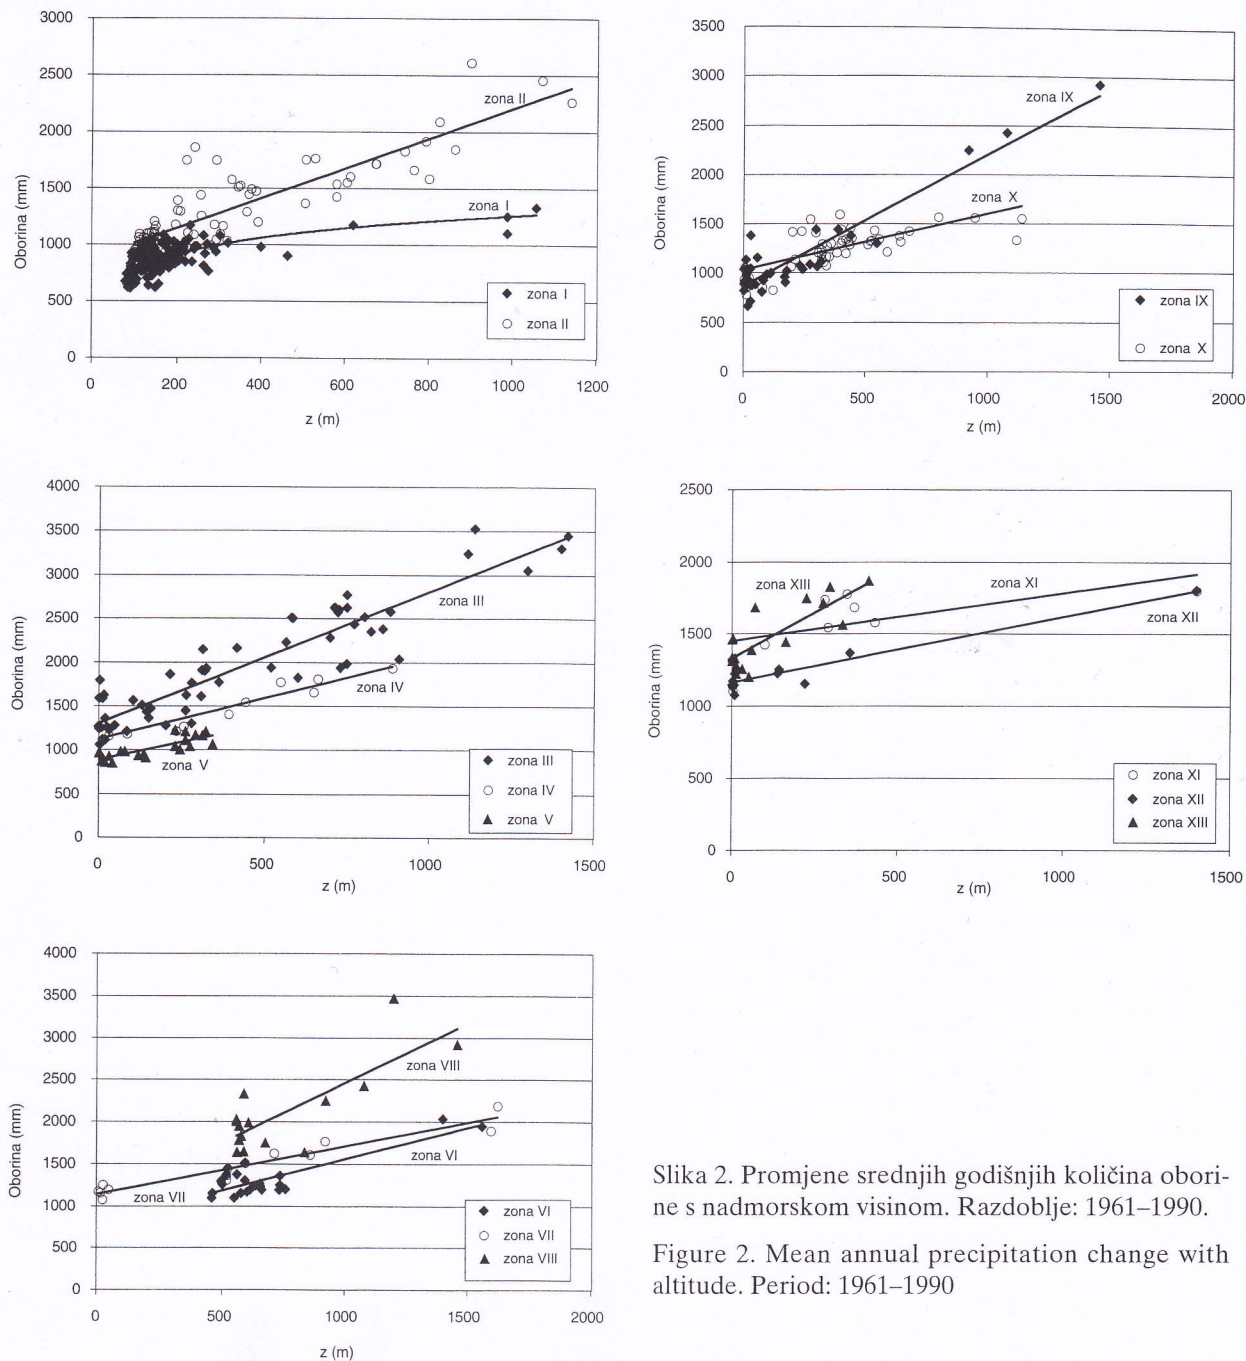 3000
2500
2000
1500
1000
500
0
Oborina (mm)
zona II
zona I
zona I
zona II
0 200 400 600 800 1000 1200
z (m)
3500
3000
2500
2000
1500
1000
500
0
Oborina (mm)
zona IX
zona X
zona IX
zona X
0 500 1000 1500 2000
z (m)
4000
3500
3000
2500
2000
1500
1000
500
0
Oborina (mm)
zona III
zona IV
zona V
zona III
zona IV
zona V
0 500 1000 1500
z (m)
2500
2000
1500
1000
500
0
Oborina (mm)
zona XIII
zona XI
zona XII
zona XI
zona XII
zona XIII
0 500 1000 1500
z (m)
4000
3500
3000
2500
2000
1500
1000
500
0
Oborina (mm)
zona VIII
zona VI
zona VII
zona VI
zona VII
zona VIII
0 500 1000 1500 2000
z (m)
Slika 2. Promjene srednjih godišnjih količina obori-
ne s nadmorskom visinom. Razdoblje: 1961–1990.
Figure 2. Mean annual precipitation change with
altitude. Period: 1961–1990